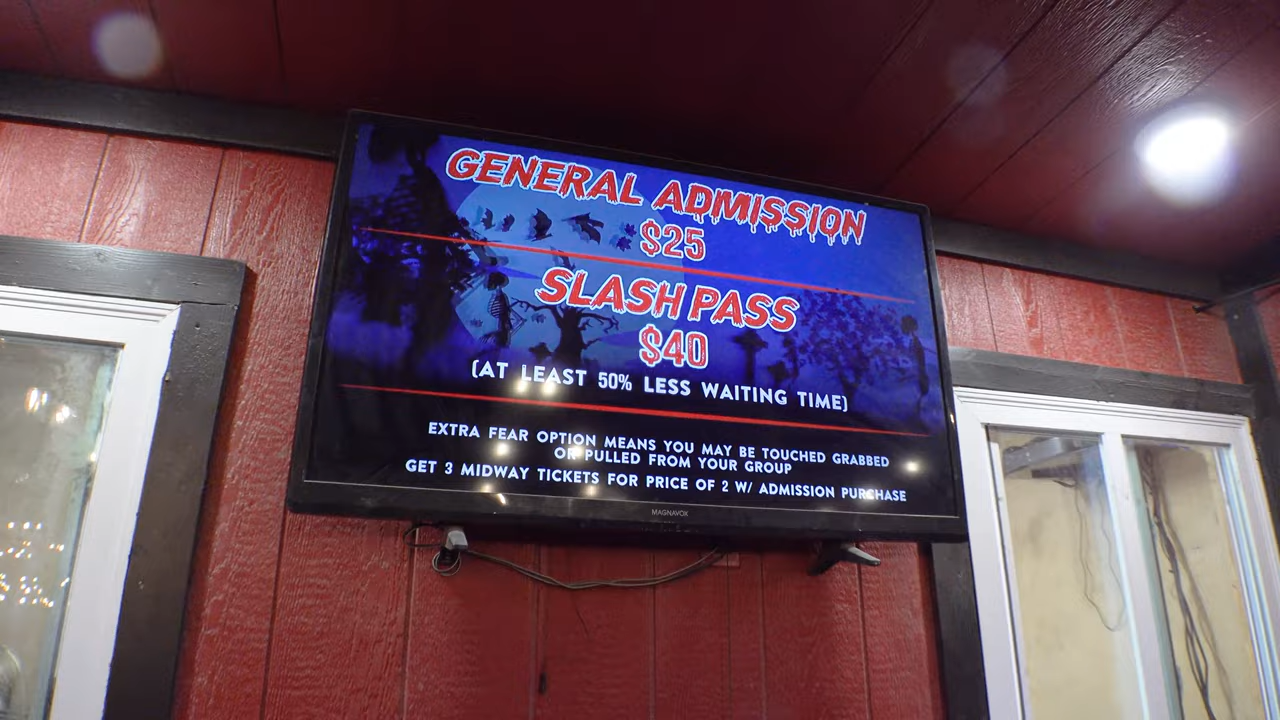 GENERAL ADMISSION
$25
SLASH PASS
$40
(AT LEAST 50% LESS WAITING TIME)
EXTRA FEAR OPTION MEANS YOU MAY BE TOUCHED GRABBED
OR PULLED FROM YOUR GROUP
GET 3 MIDWAY TICKETS FOR PRICE OF 2 W/ ADMISSION PURCHASE
MAGNAVOX